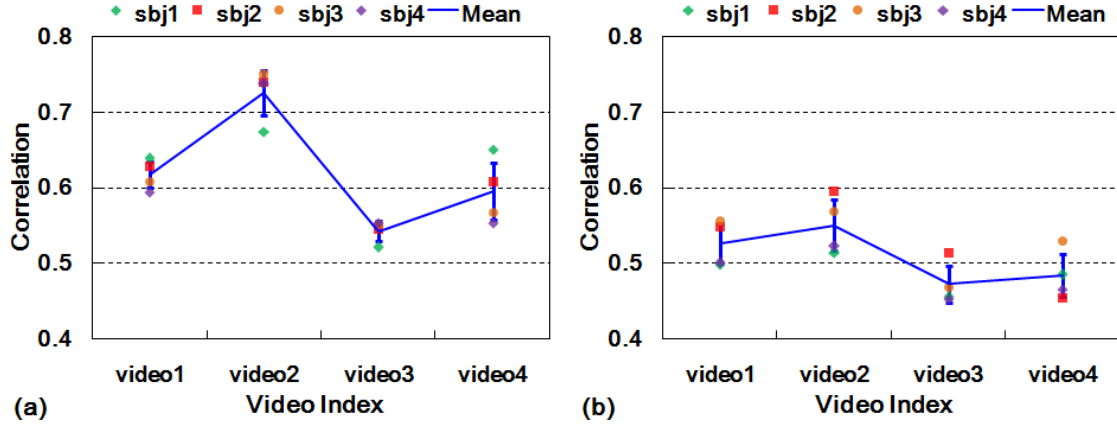 sbj1 sbj2 sbj3 sbj4 Mean
0.8
0.7
0.6
0.5
0.4
Correlation
video1 video2 video3 video4
(a) Video Index
sbj1 sbj2 sbj3 sbj4 Mean
0.8
0.7
0.6
0.5
0.4
Correlation
video1 video2 video3 video4
(b) Video Index